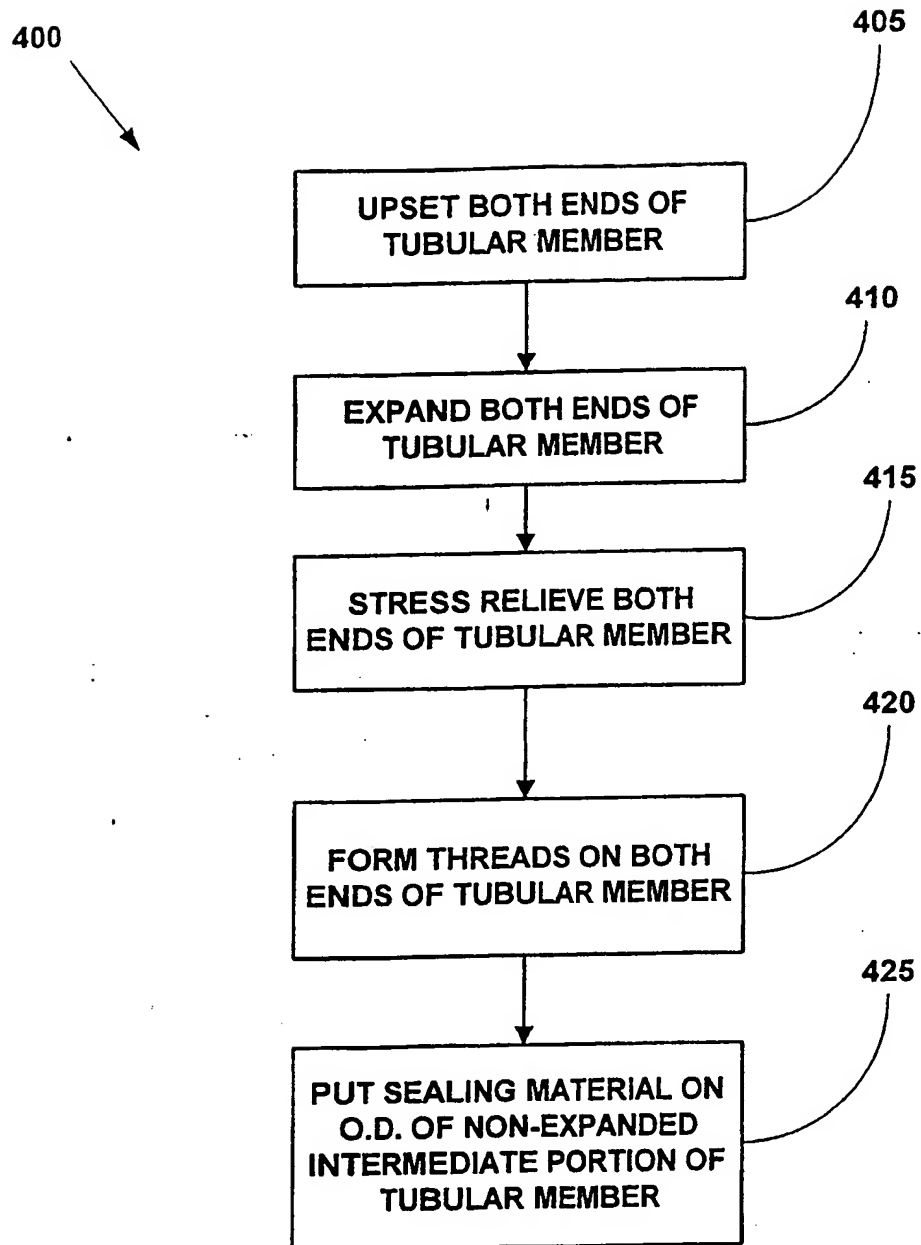 400
405
UPSET BOTH ENDS OF
TUBULAR MEMBER
410
EXPAND BOTH ENDS OF
TUBULAR MEMBER
415
STRESS RELIEVE BOTH
ENDS OF TUBULAR MEMBER
420
FORM THREADS ON BOTH
ENDS OF TUBULAR MEMBER
425
PUT SEALING MATERIAL ON
O.D. OF NON-EXPANDED
INTERMEDIATE PORTION OF
TUBULAR MEMBER